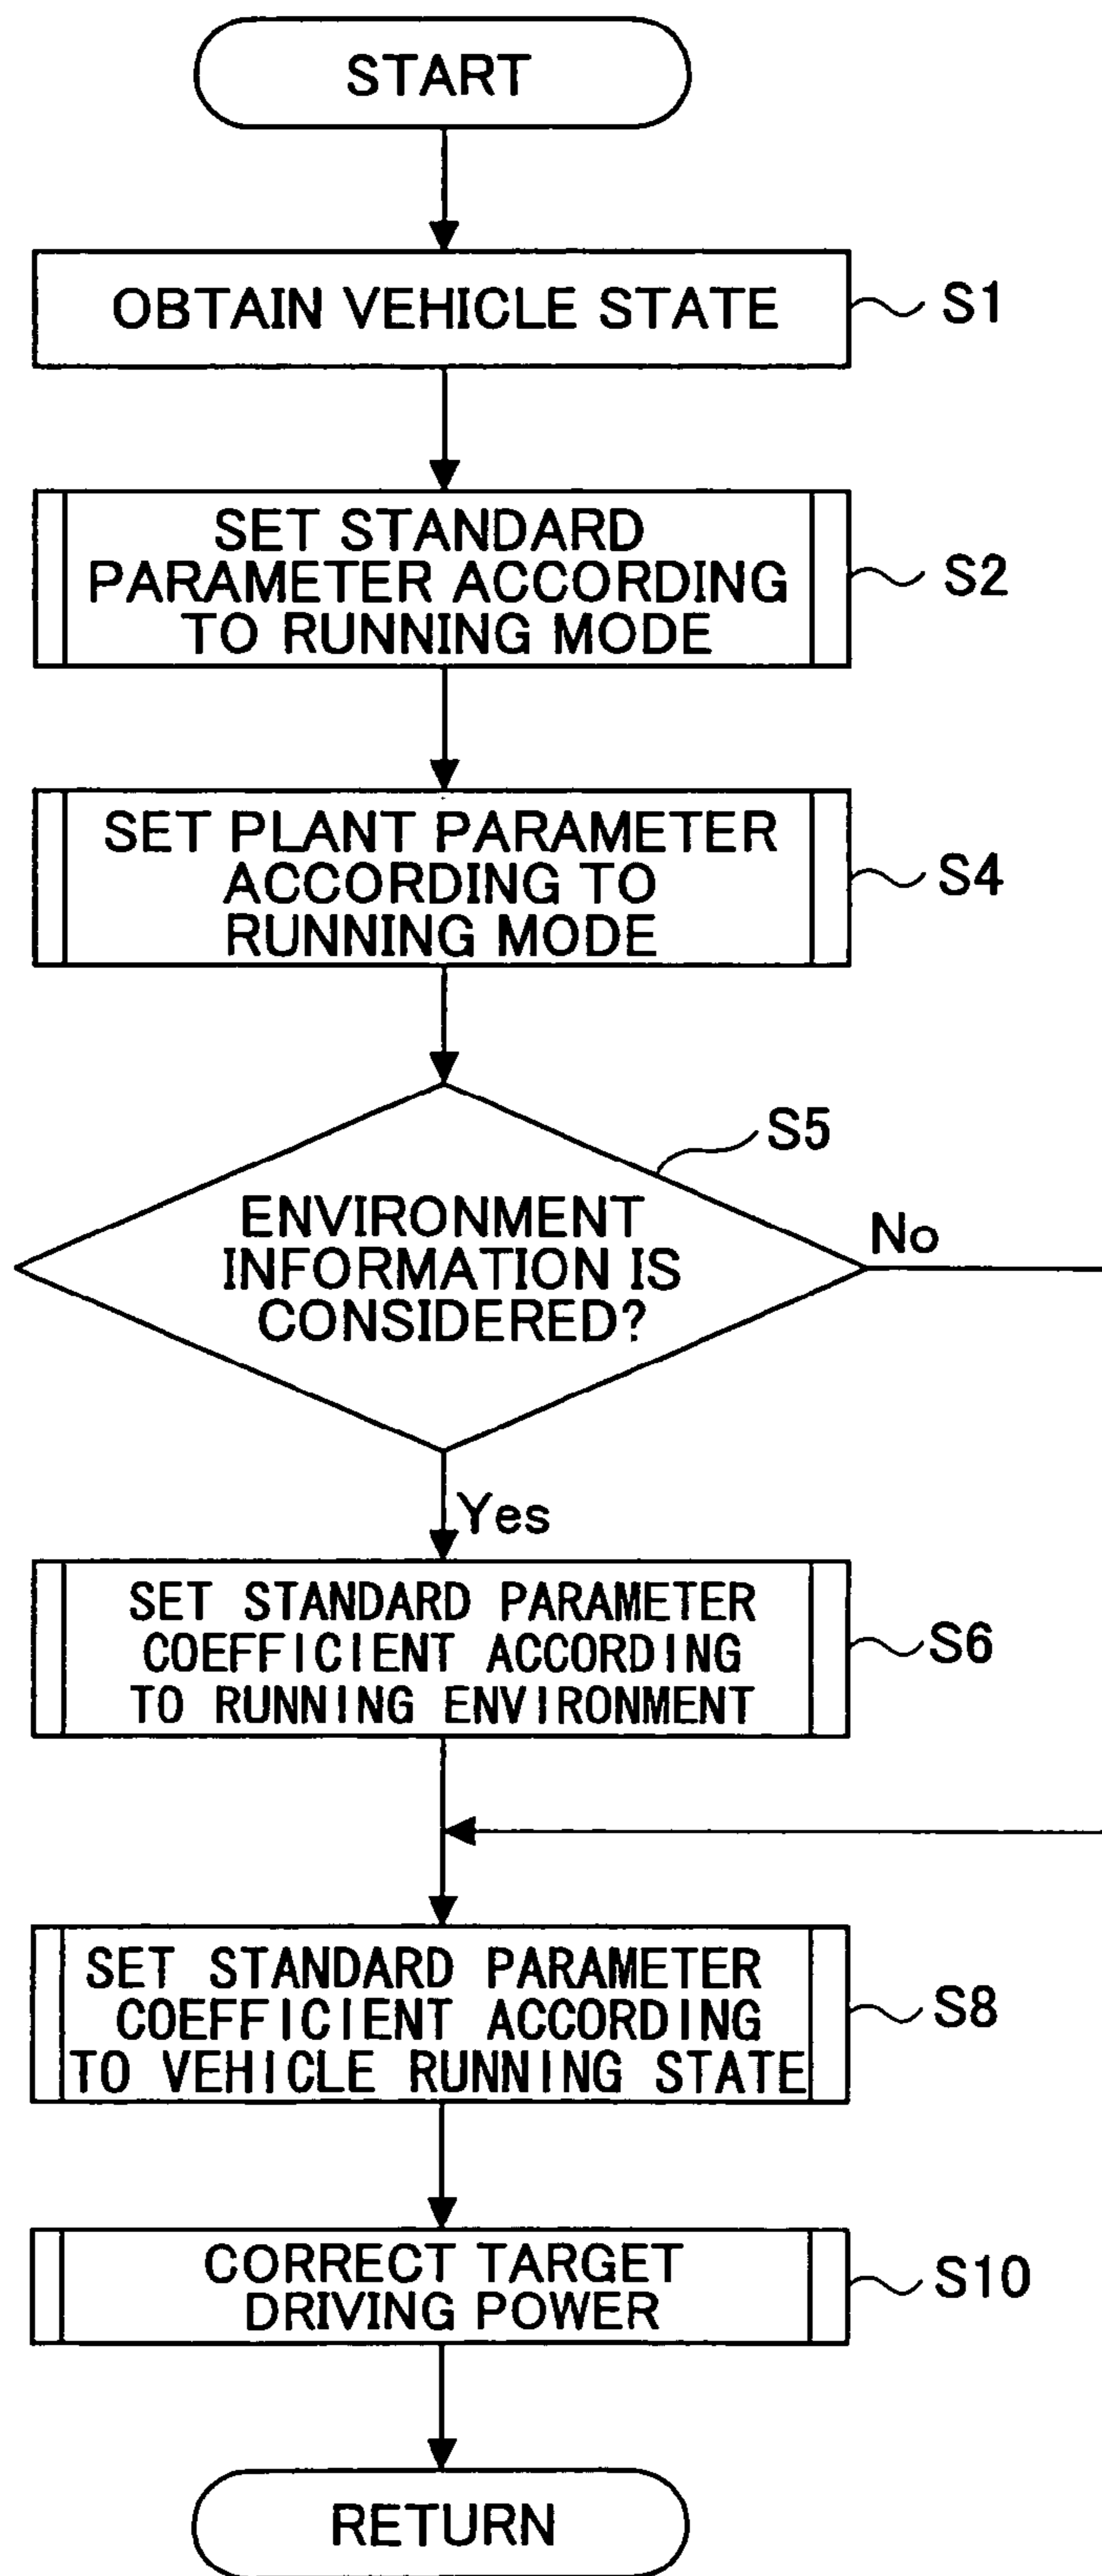 START
OBTAIN VEHICLE STATE
S1
SET STANDARD
PARAMETER ACCORDING
TO RUNNING MODE
S2
SET PLANT PARAMETER
ACCORDING TO
RUNNING MODE
S4
S5
ENVIRONMENT
INFORMATION IS
CONSIDERED?
No
Yes
SET STANDARD PARAMETER
COEFFICIENT ACCORDING
TO RUNNING ENVIRONMENT
S6
SET STANDARD PARAMETER
COEFFICIENT ACCORDING
TO VEHICLE RUNNING STATE
S8
CORRECT TARGET
DRIVING POWER
S10
RETURN